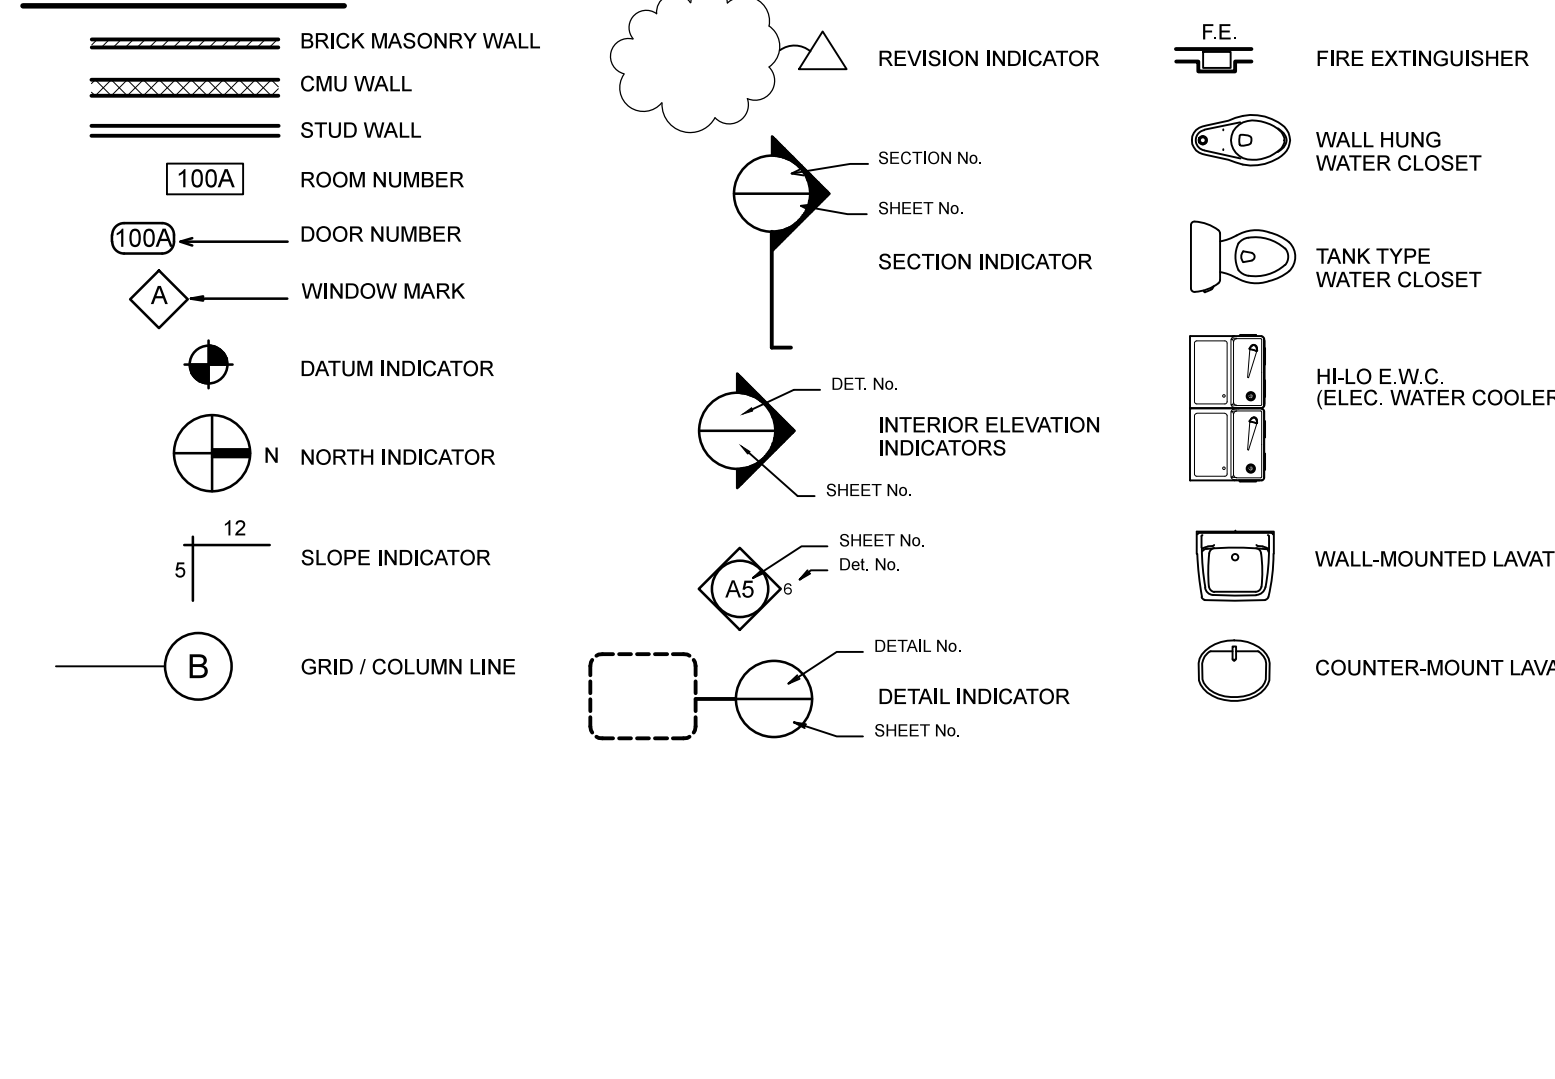 BRICK MASONRY WALL
CMU WALL
STUD WALL
100A
ROOM NUMBER
100A
DOOR NUMBER
A
WINDOW MARK
DATUM INDICATOR
N
NORTH INDICATOR
12
5
SLOPE INDICATOR
B
GRID / COLUMN LINE
REVISION INDICATOR
SECTION No.
SHEET No.
SECTION INDICATOR
DET. No.
INTERIOR ELEVATION
INDICATORS
SHEET No.
SHEET No.
Det. No.
A5
6
DETAIL No.
DETAIL INDICATOR
SHEET No.
F.E.
FIRE EXTINGUISHER
WALL HUNG
WATER CLOSET
TANK TYPE
WATER CLOSET
HI-LO E.W.C.
(ELEC. WATER COOLER
WALL-MOUNTED LAVAT
COUNTER-MOUNT LAVA